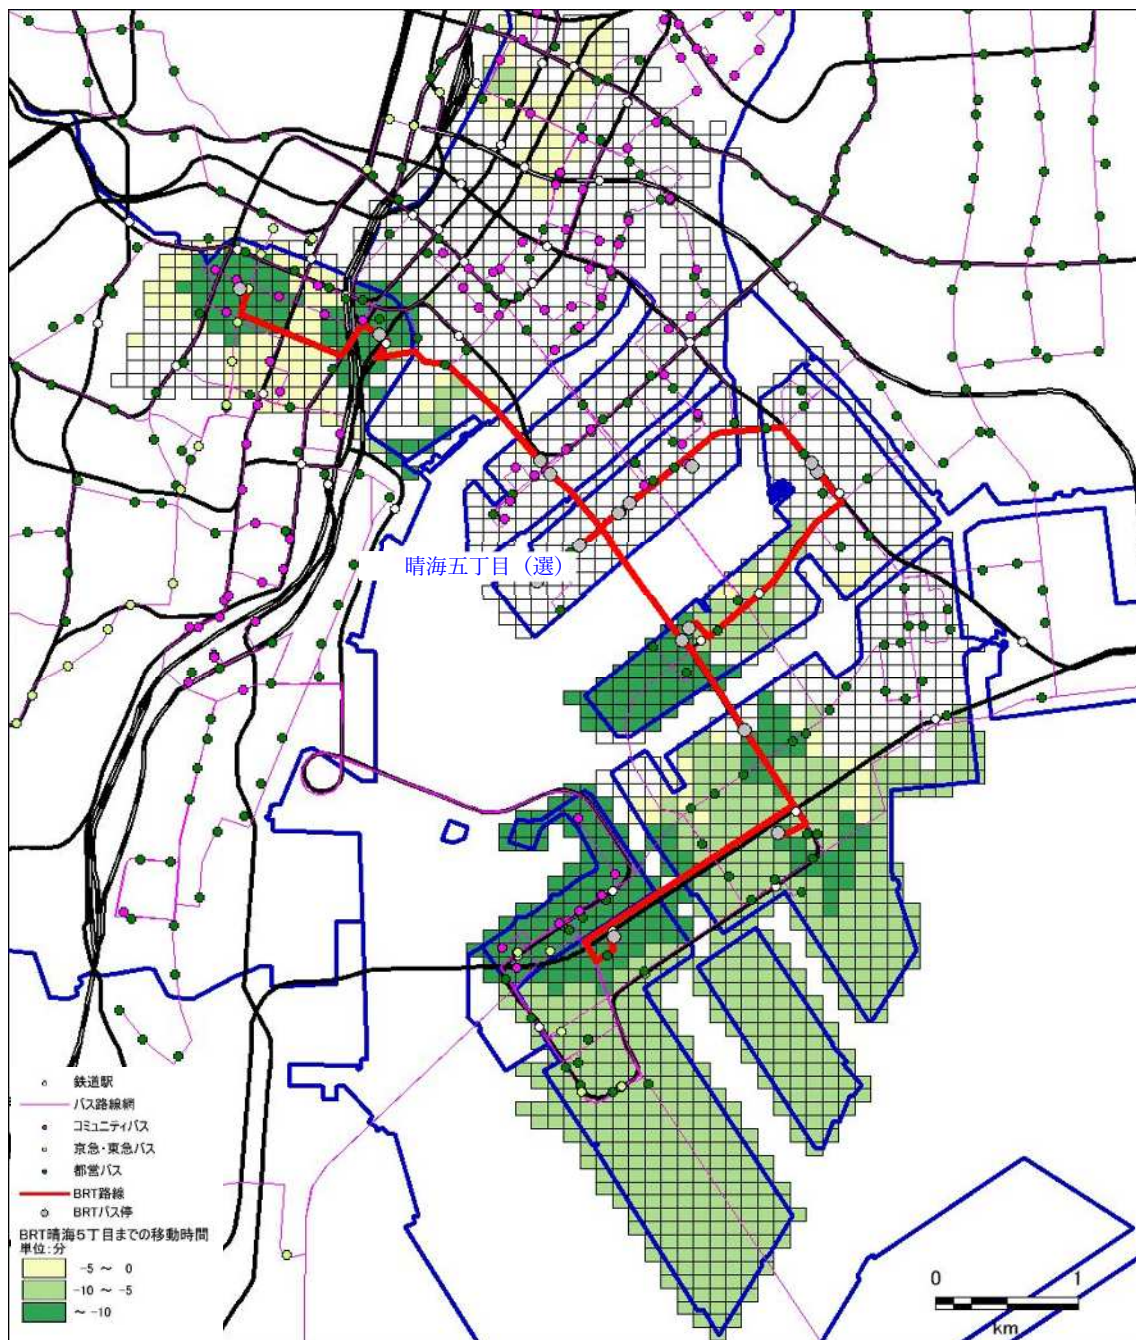 晴海五丁目（選）
鉄道駅
バス路線網
コミュニティバス
京急・東急バス
都営バス
BRT路線
BRTバス停
BRT晴海5丁目までの移動時間
単位:分
-5 ～ 0
-10 ～ -5
～ -10
0 1
km